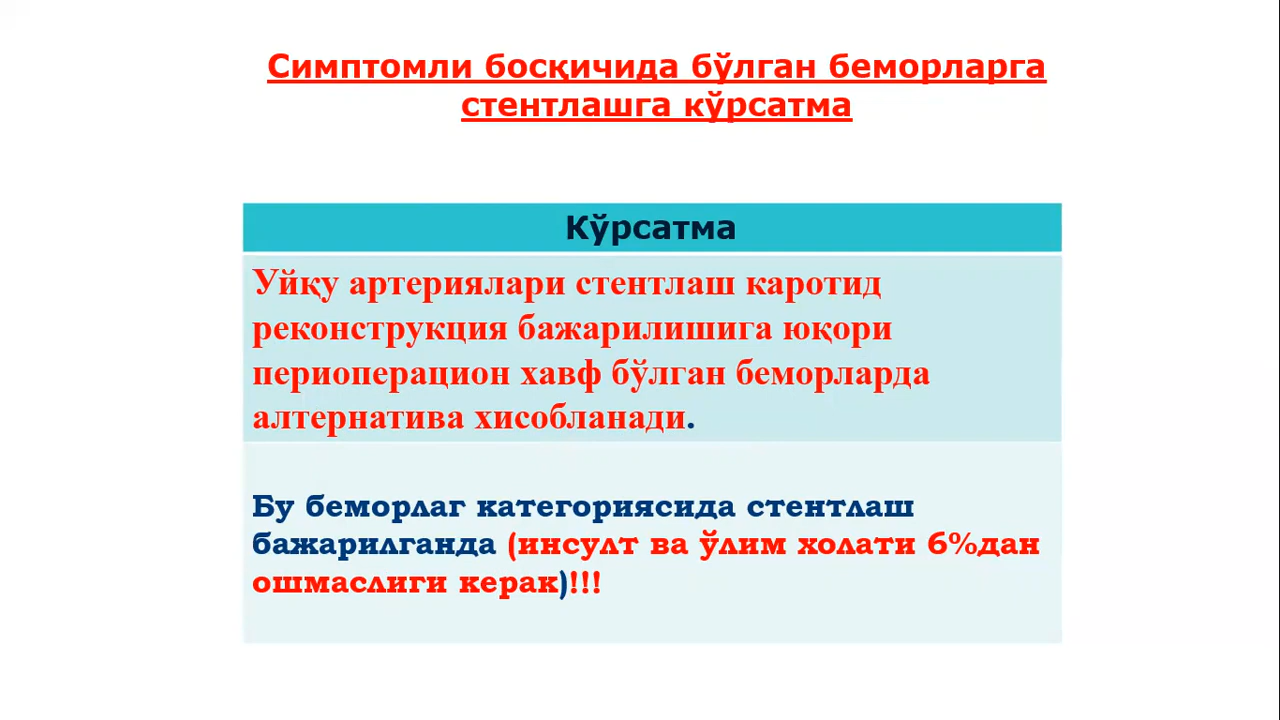 Симптомли босқичида бўлган беморларга
стентлашга кўрсатма
Кўрсатма
Уйқу артериялари стентлаш каротид
реконструкция бажарилишига юқори
периоперацион хавф бўлган беморларда
алтернатива хисобланади.
Бу беморлаг категориясида стентлаш
бажарилганда (инсулт ва ўлим холати 6%дан
ошмаслиги керак)!!!